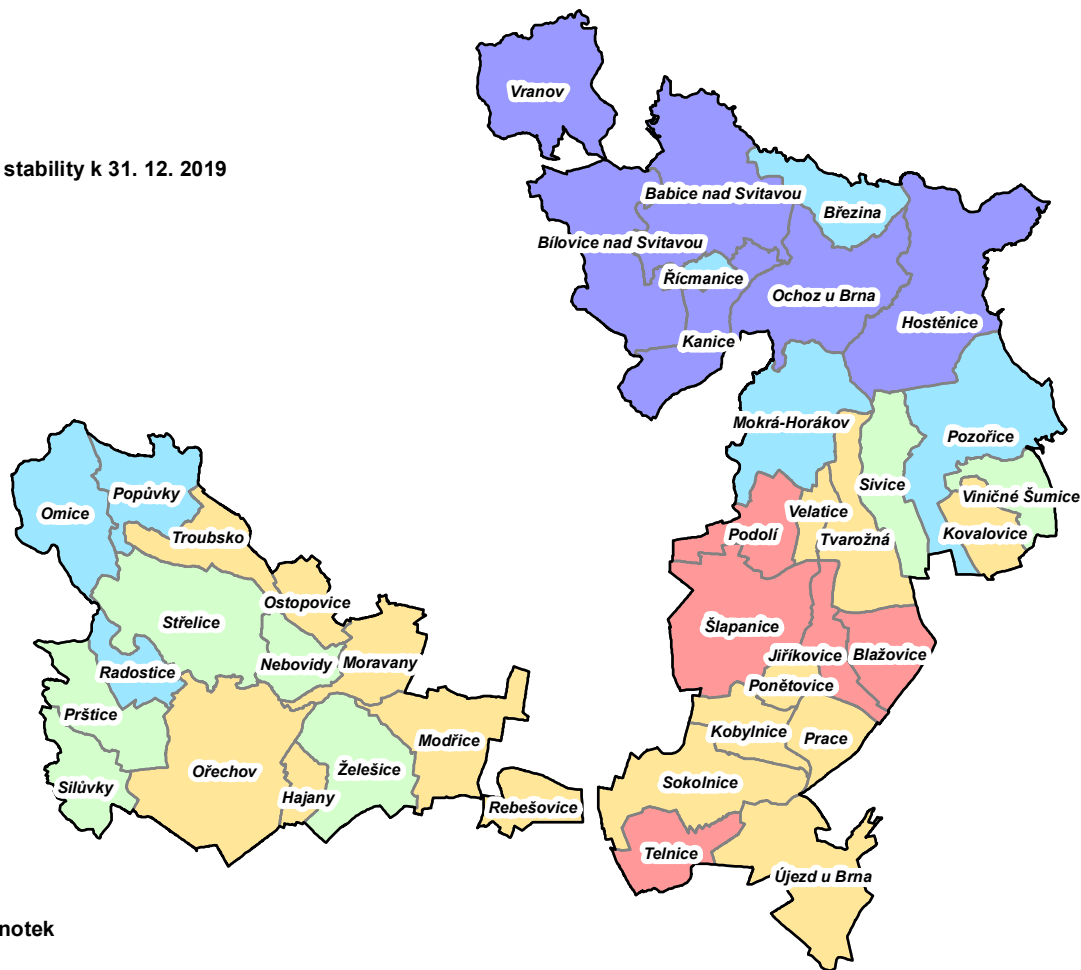 Vranov
stability k 31. 12. 2019
Babice nad Svitavou
Březina
Bílovice nad Svitavou
Řícmanice
Ochoz u Brna
Hostěnice
Kanice
Mokrá-Horákov
Pozořice
Sivice
Viničné Šumice
Popůvky
Omice
Velatice
Troubsko
Podolí
Tvarožná
Kovalovice
Ostopovice
Střelice
Šlapanice
Jiříkovice
Blažovice
Nebovidy
Moravany
Radostice
Ponětovice
Prštice
Kobylnice
Prace
Modřice
Ořechov
Želešice
Sokolnice
Silůvky
Hajany
Rebešovice
Telnice
Újezd u Brna
notek